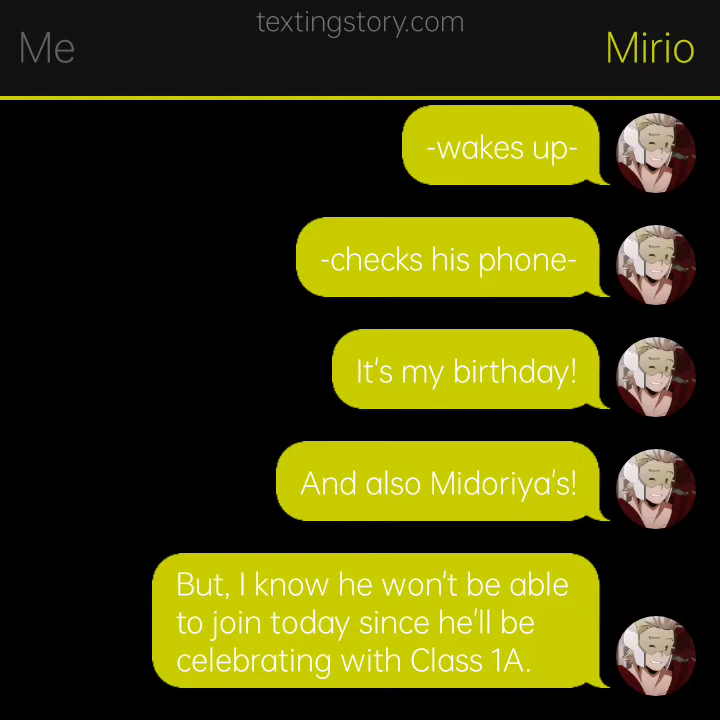 textingstory.com
Me
Mirio
-wakes up-
-checks his phone-
It's my birthday!
And also Midoriya's!
But, I know he won't be able
to join today since he'll be
celebrating with Class 1A.